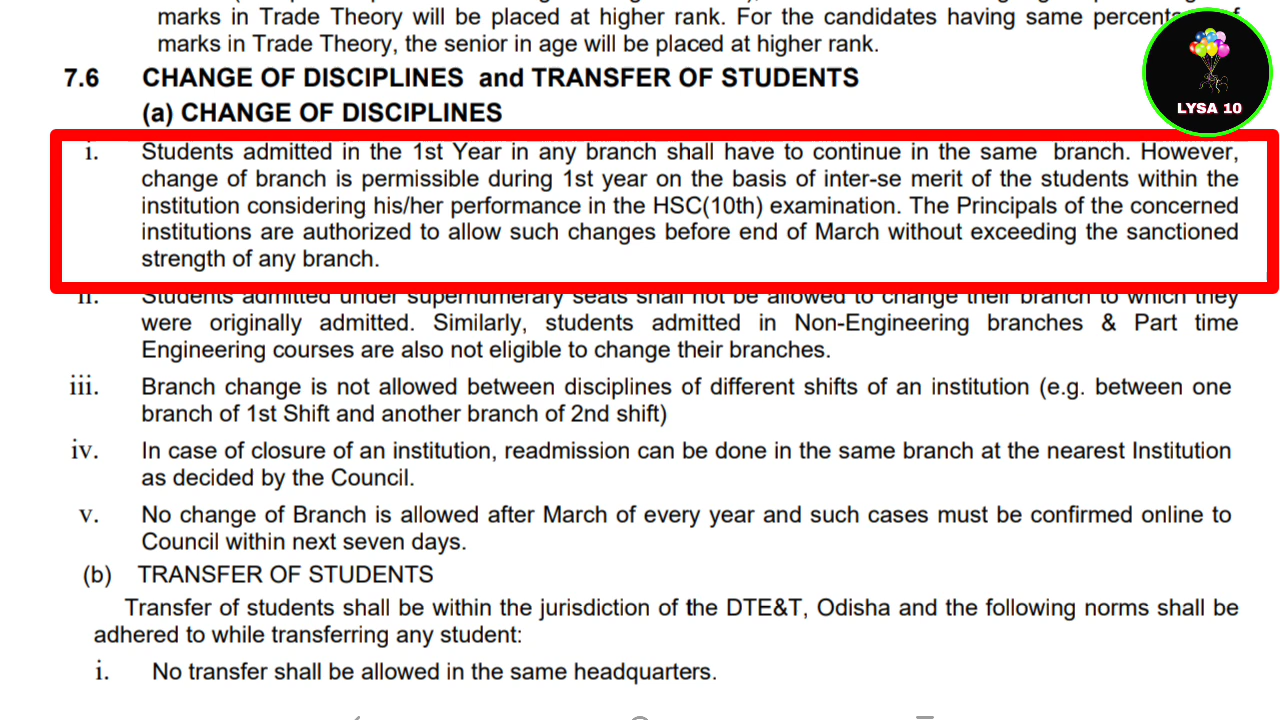 marks in Trade Theory will be placed at higher rank. For the candidates having same
marks in Trade Theory, the senior in age will be placed at higher rank.
LYSA 10
7.6 CHANGE OF DISCIPLINES and TRANSFER OF STUDENTS
(a) CHANGE OF DISCIPLINES
i. Students admitted in the 1st Year in any branch shall have to continue in the same branch. However,
change of branch is permissible during 1st year on the basis of inter-se merit of the students within the
institution considering his/her performance in the HSC(10th) examination. The Principals of the concerned
institutions are authorized to allow such changes before end of March without exceeding the sanctioned
strength of any branch.
ii. Students admitted under supernumerary seats shall not be allowed to change their branch to which they
were originally admitted. Similarly, students admitted in Non-Engineering branches & Part time
Engineering courses are also not eligible to change their branches.
iii. Branch change is not allowed between disciplines of different shifts of an institution (e.g. between one
branch of 1st Shift and another branch of 2nd shift)
iv. In case of closure of an institution, readmission can be done in the same branch at the nearest Institution
as decided by the Council.
v. No change of Branch is allowed after March of every year and such cases must be confirmed online to
Council within next seven days.
(b) TRANSFER OF STUDENTS
Transfer of students shall be within the jurisdiction of the DTE&T, Odisha and the following norms shall be
adhered to while transferring any student:
i. No transfer shall be allowed in the same headquarters.